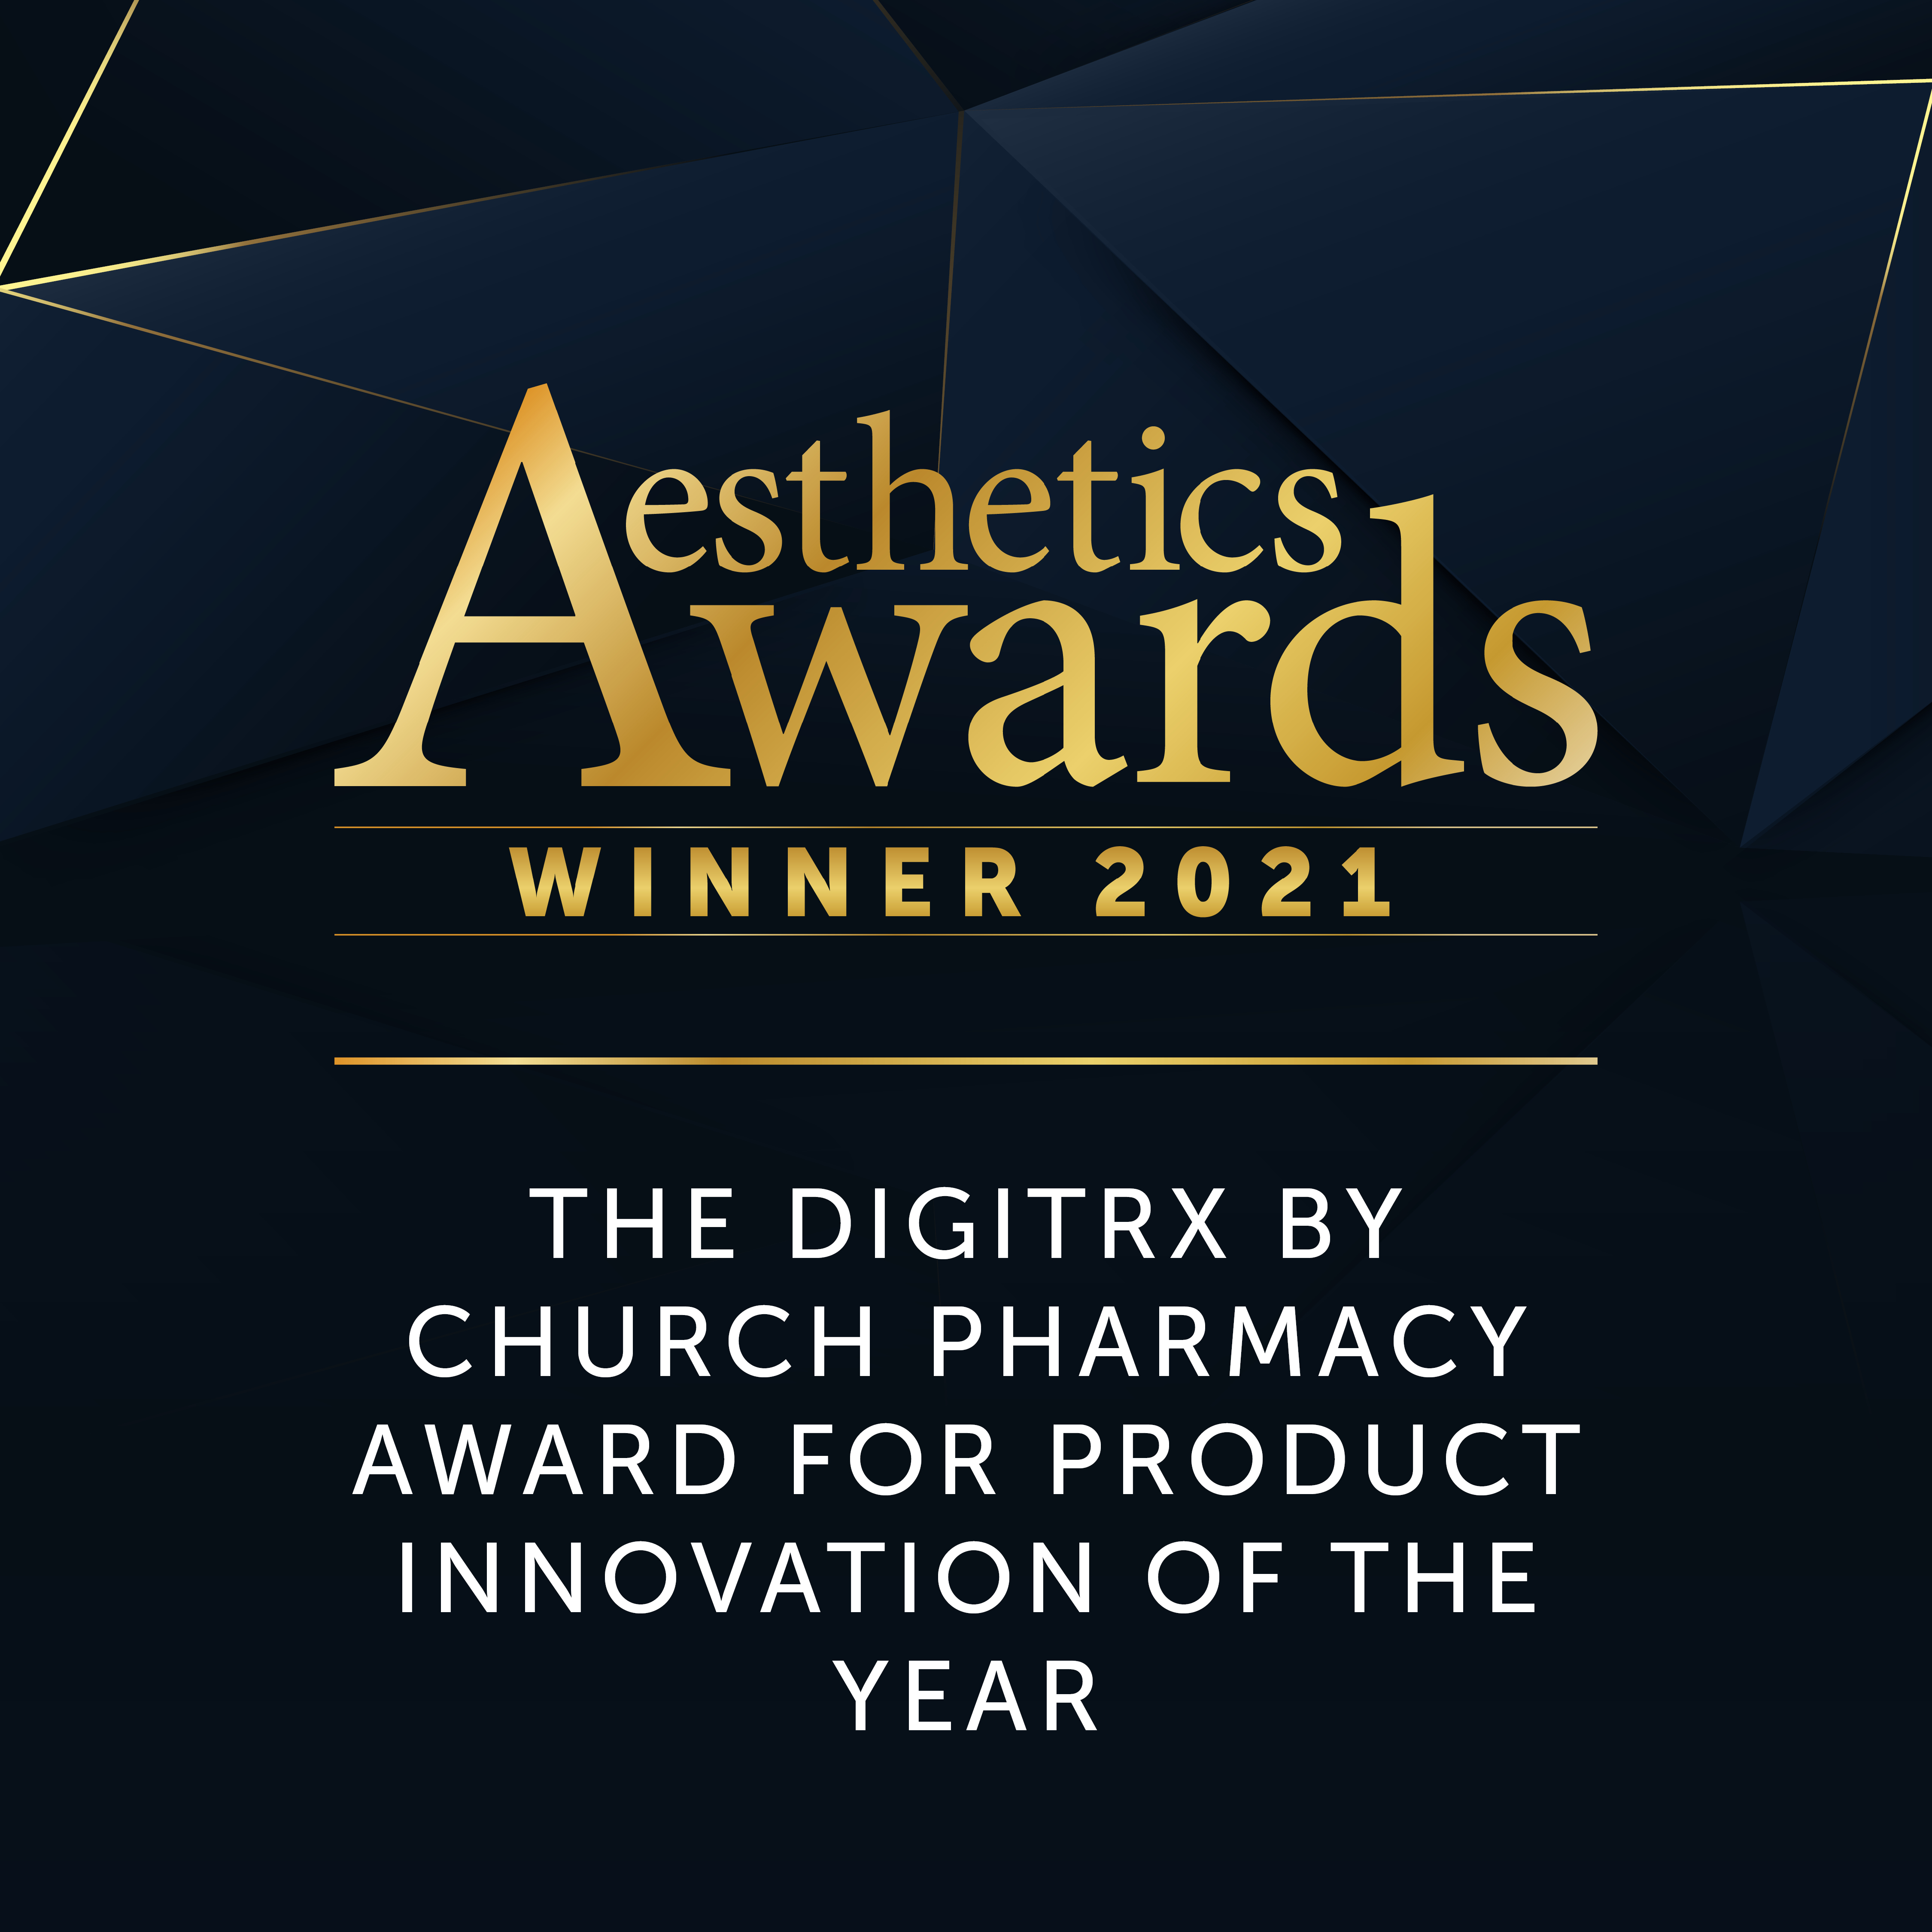 Aesthetics
Awards
WINNER 2021
THE DIGITRX BY
CHURCH PHARMACY
AWARD FOR PRODUCT
INNOVATION OF THE
YEAR